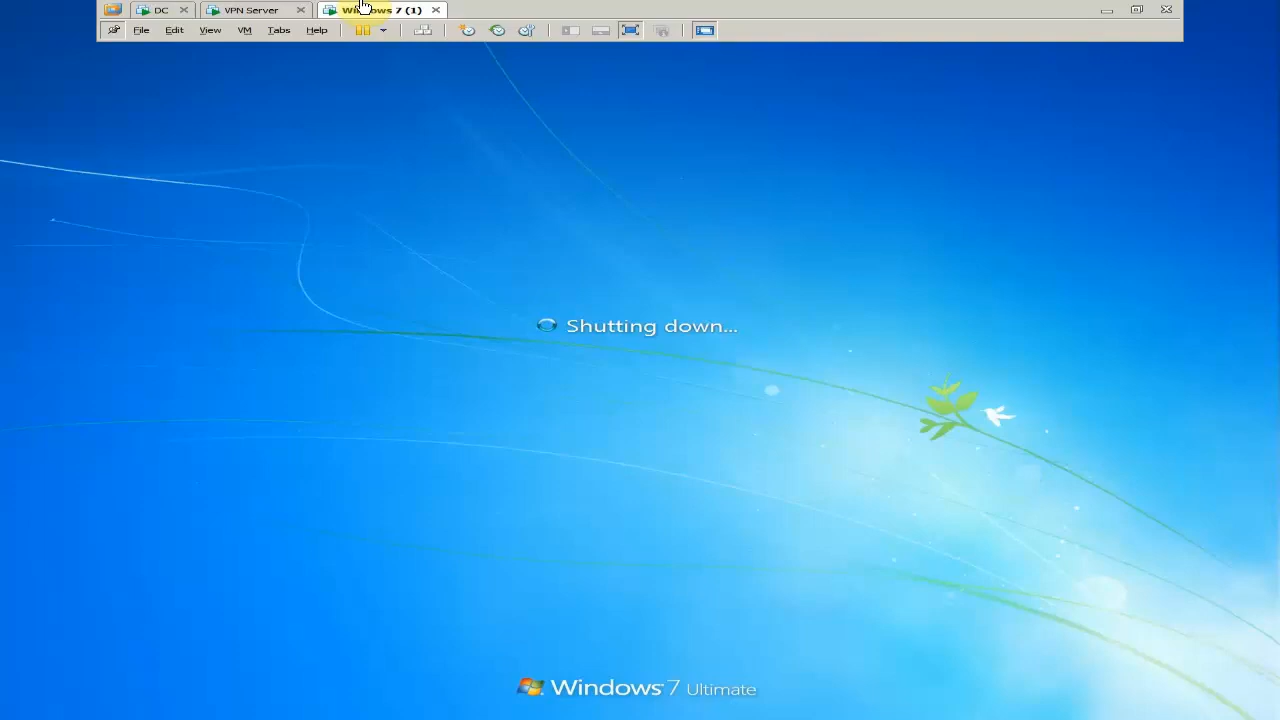 DC VPN Server Windows 7 (1)
File Edit View VM Tabs Help
Shutting down...
Windows 7 Ultimate